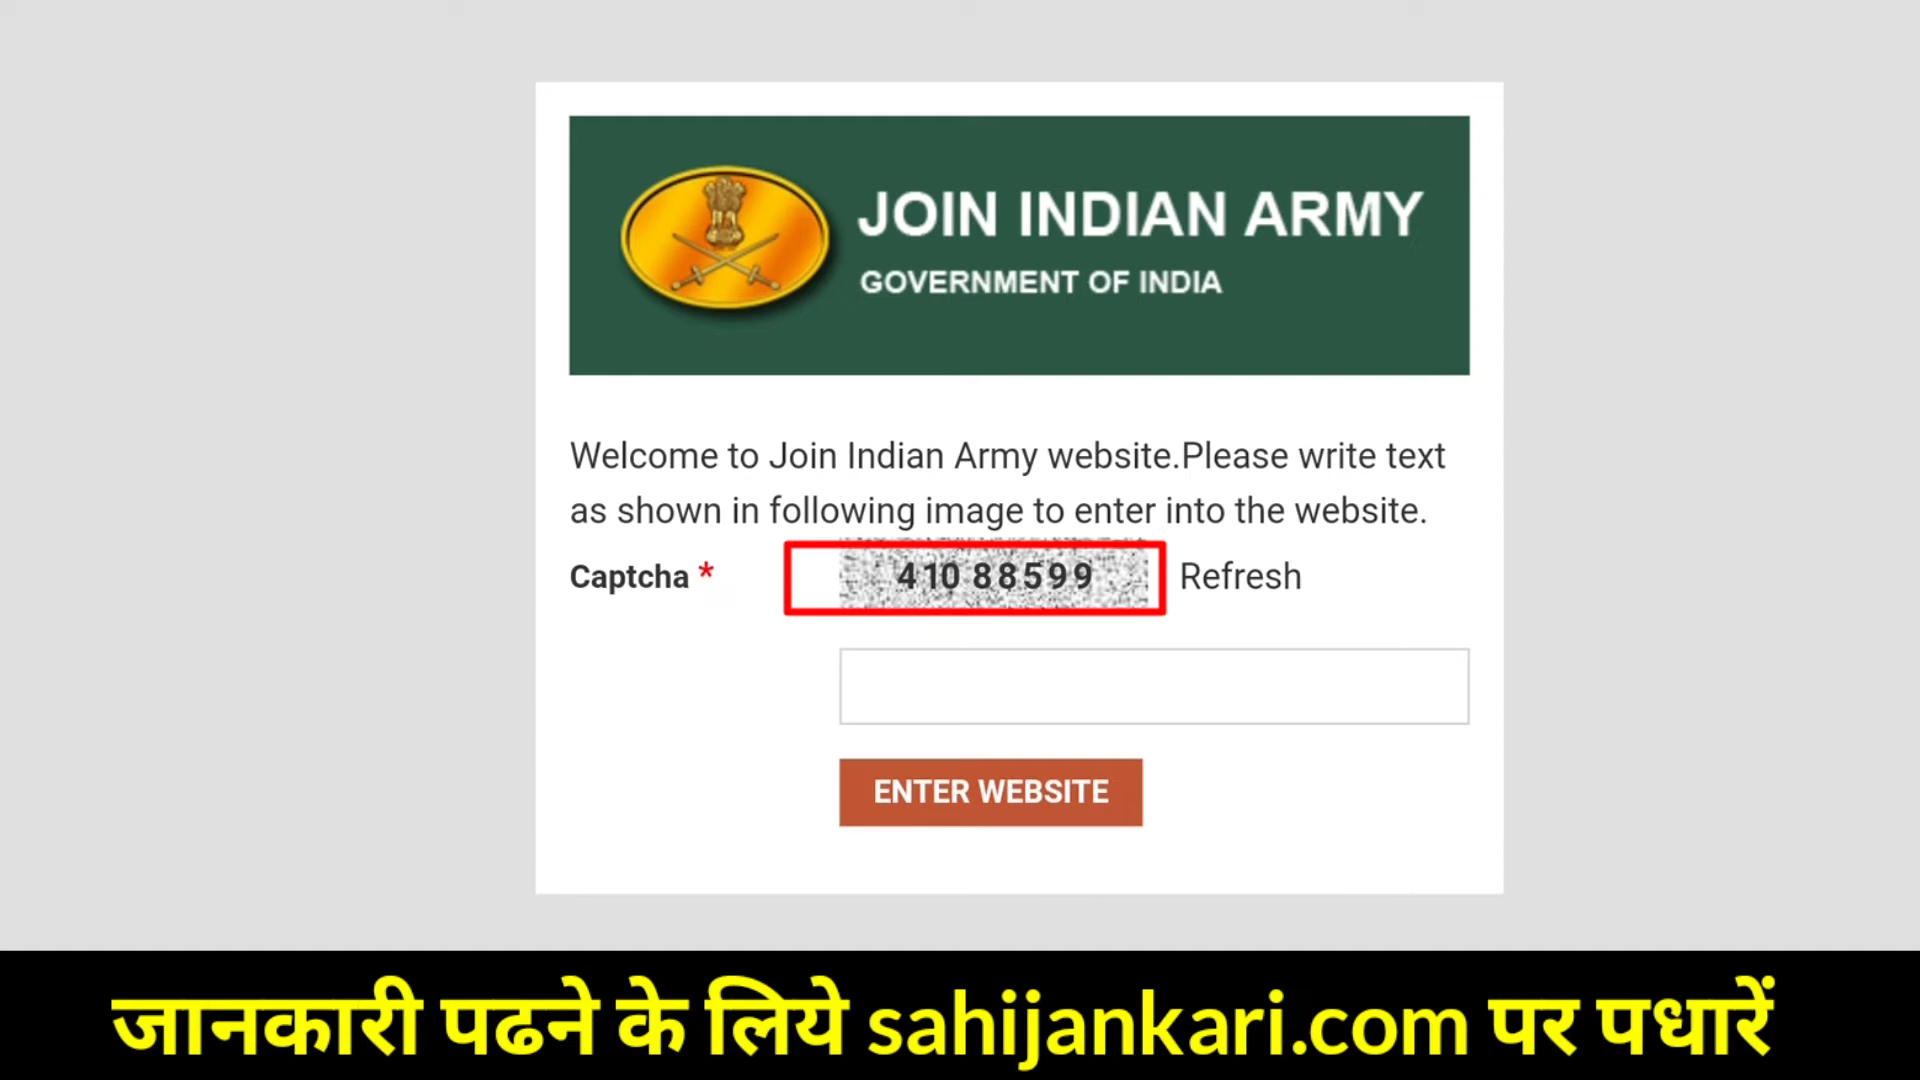 JOIN INDIAN ARMY
GOVERNMENT OF INDIA
Welcome to Join Indian Army website.Please write text
as shown in following image to enter into the website.
Captcha * 410 88599 Refresh
ENTER WEBSITE
जानकारी पढने के लिये sahijankari.com पर पधारें